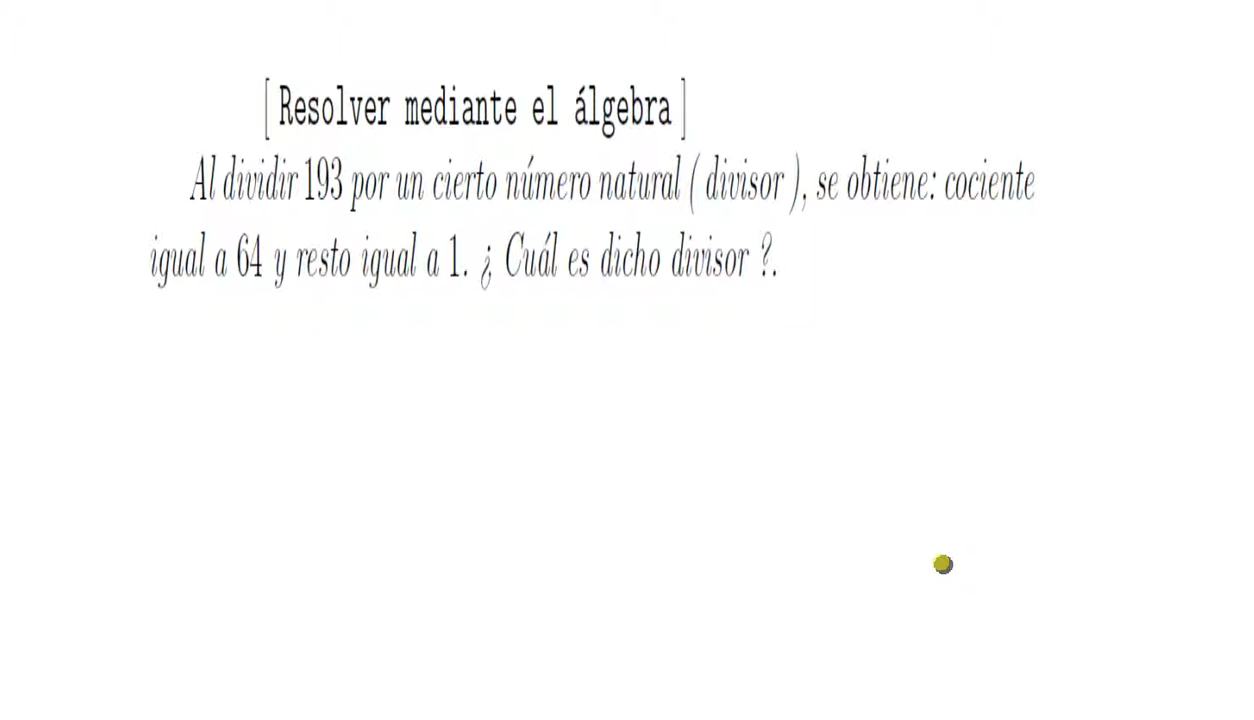 [ Resolver mediante el álgebra ]
Al dividir 193 por un cierto número natural ( divisor ), se obtiene: cociente
igual a 64 y resto igual a 1. ¿ Cuál es dicho divisor ?.